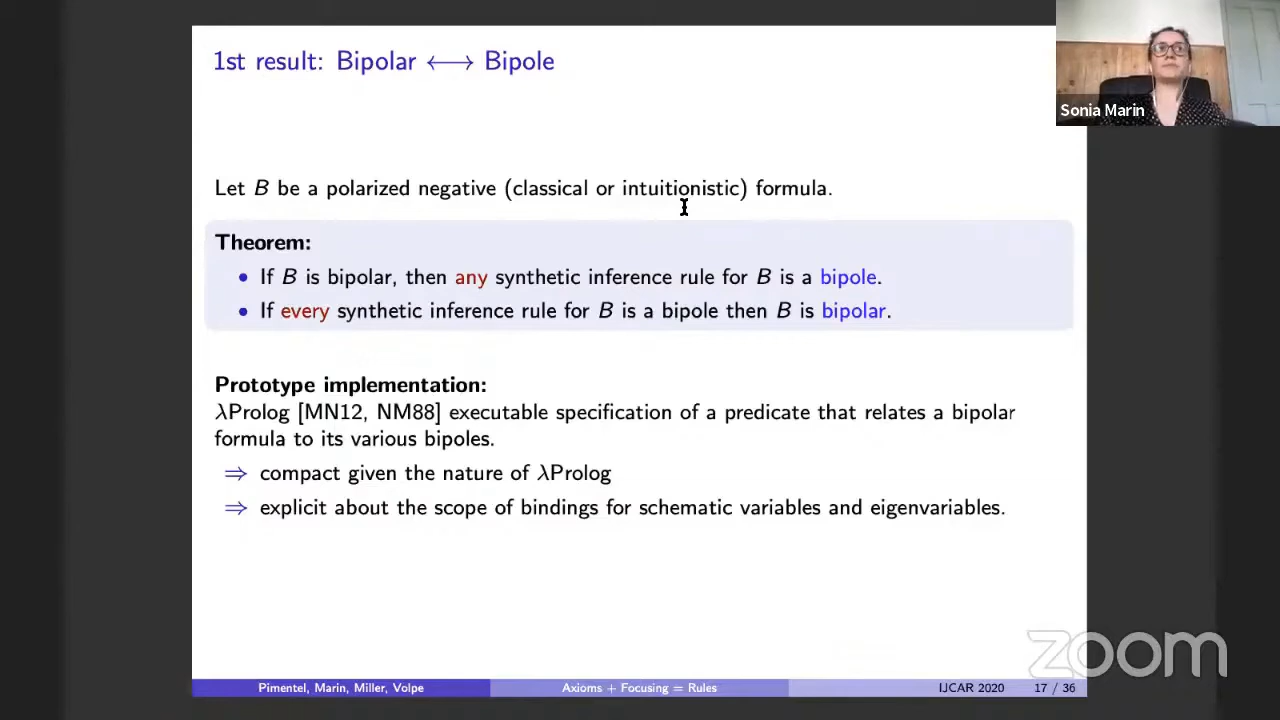 1st result: Bipolar ⟷ Bipole
Sonia Marin
Let B be a polarized negative (classical or intuitionistic) formula.
Theorem:
• If B is bipolar, then any synthetic inference rule for B is a bipole.
• If every synthetic inference rule for B is a bipole then B is bipolar.
Prototype implementation:
λProlog [MN12, NM88] executable specification of a predicate that relates a bipolar
formula to its various bipoles.
⇒ compact given the nature of λProlog
⇒ explicit about the scope of bindings for schematic variables and eigenvariables.
zoom
Pimentel, Marin, Miller, Volpe Axioms + Focusing = Rules IJCAR 2020 17 / 36